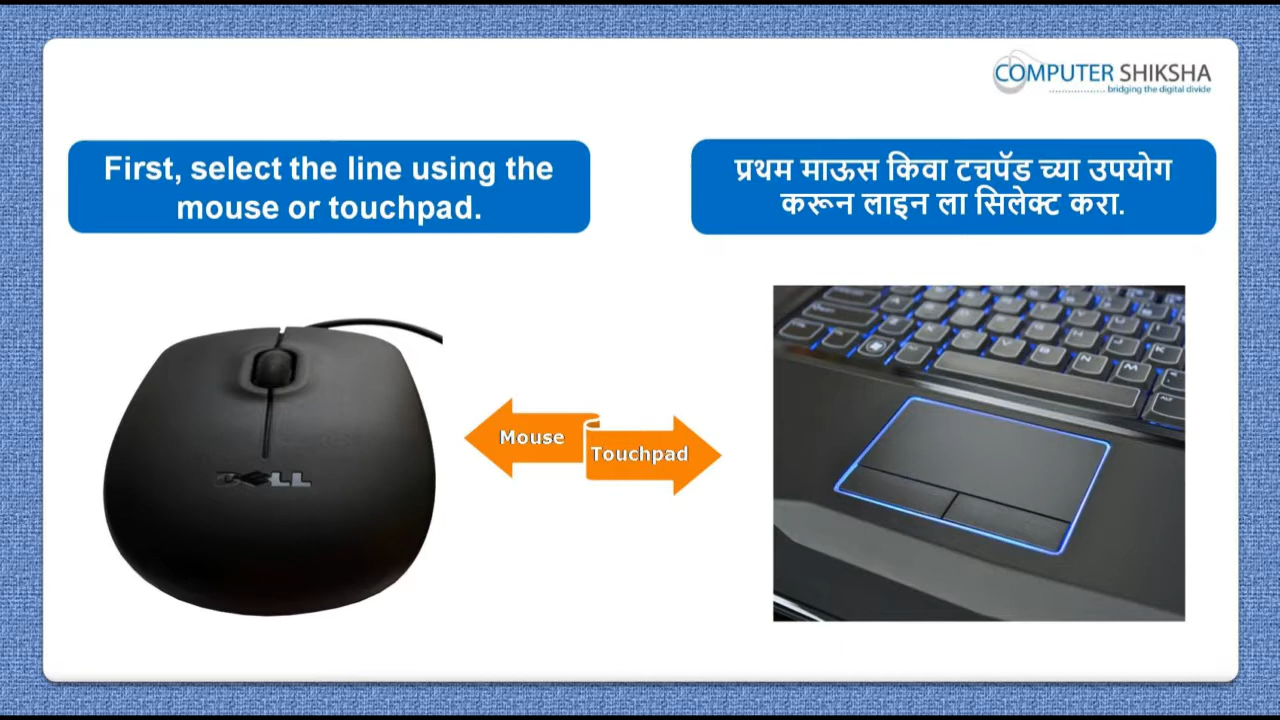 COMPUTER SHIKSHA
bridging the digital divide
First, select the line using the
mouse or touchpad.
प्रथम माऊस किवा टचपॅड च्या उपयोग
करून लाइन ला सिलेक्ट करा.
Mouse
Touchpad
DELL